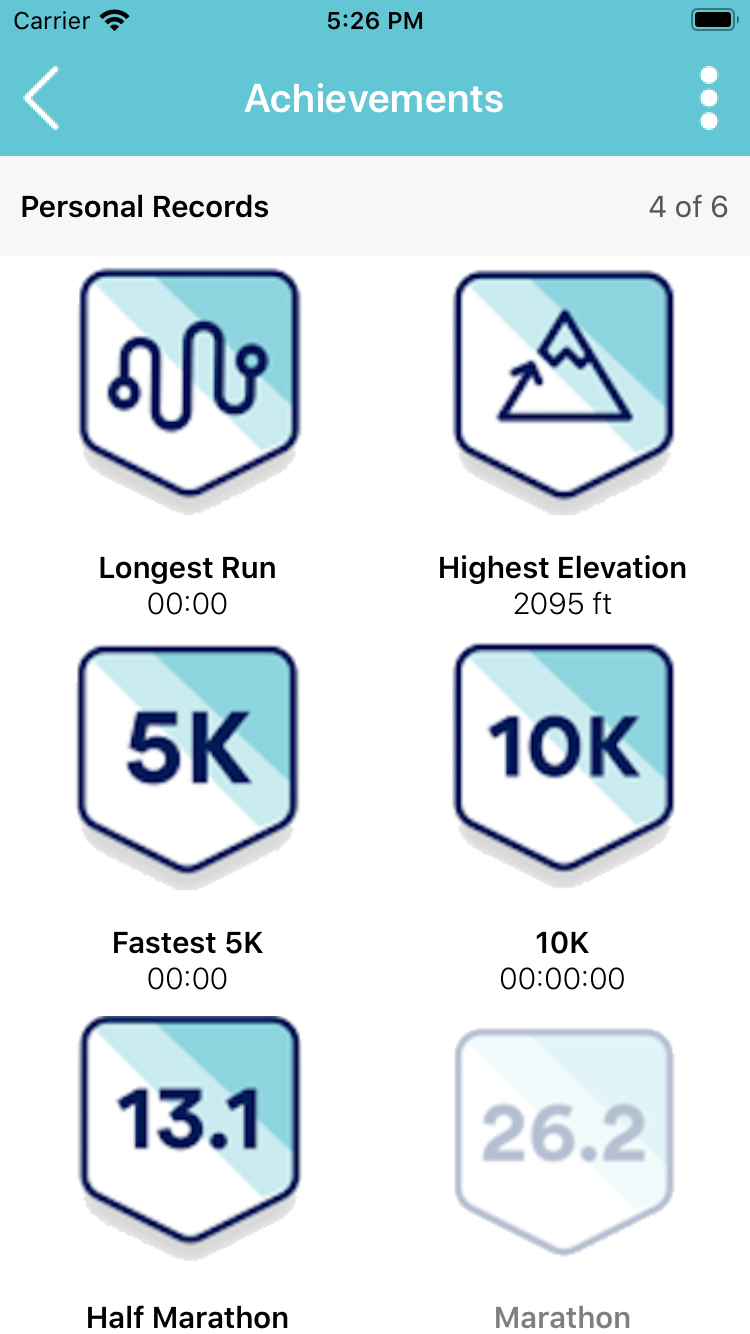 Carrier 5:26 PM
Achievements
Personal Records 4 of 6
Longest Run Highest Elevation
00:00 2095 ft
5K 10K
Fastest 5K 10K
00:00 00:00:00
13.1 26.2
Half Marathon Marathon